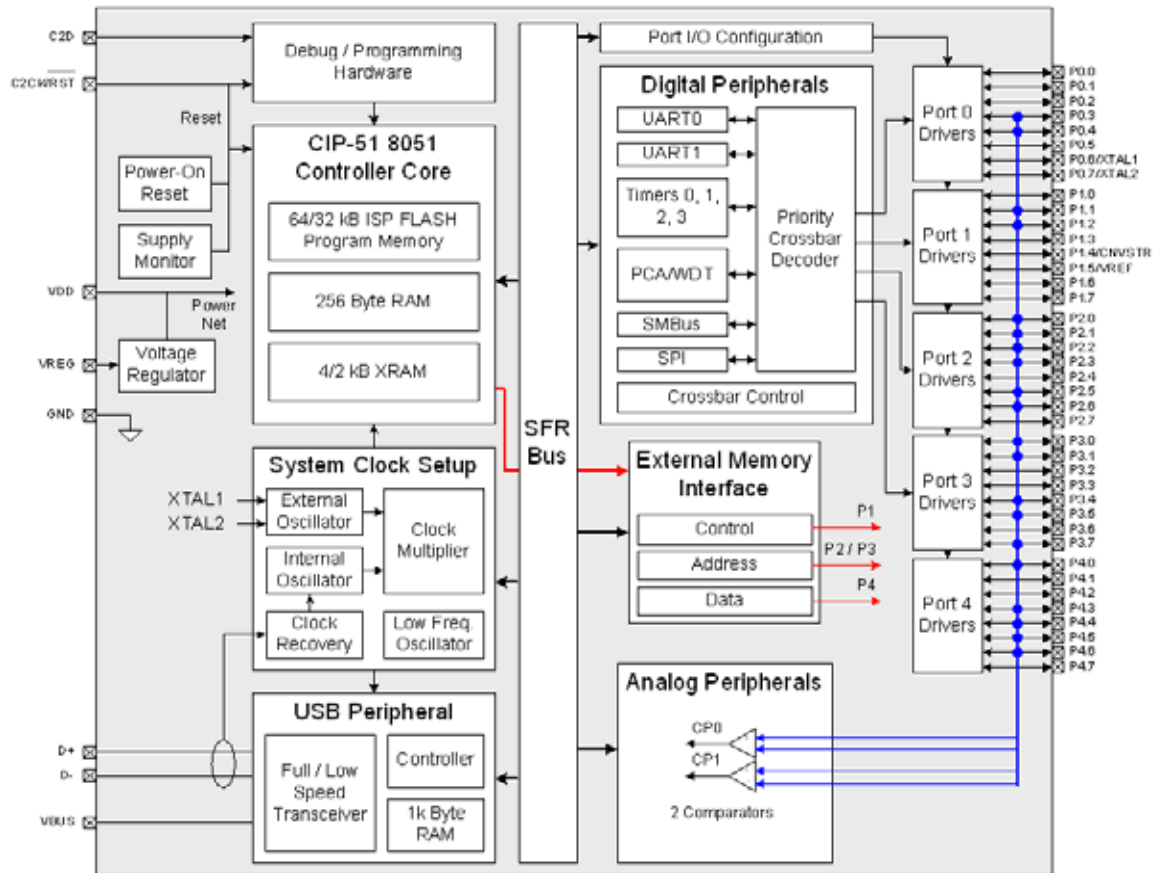 C2D
C2CK/RST
Debug / Programming
Hardware
Reset
CIP-51 8051
Controller Core
Power-On
Reset
64/32 kB ISP FLASH
Program Memory
Supply
Monitor
256 Byte RAM
VDD
Power
Net
4/2 kB XRAM
VREG
Voltage
Regulator
GND
System Clock Setup
XTAL1
XTAL2
External
Oscillator
Clock
Multiplier
Internal
Oscillator
Clock
Recovery
Low Freq.
Oscillator
USB Peripheral
D+
D-
VBUS
Full / Low
Speed
Transceiver
Controller
1k Byte
RAM
SFR
Bus
Port I/O Configuration
Digital Peripherals
UART0
UART1
Timers 0, 1,
2, 3
PCA/WDT
SMBus
SPI
Priority
Crossbar
Decoder
Crossbar Control
External Memory
Interface
Control
Address
Data
P1
P2 / P3
P4
Analog Peripherals
CP0
CP1
2 Comparators
Port 0
Drivers
Port 1
Drivers
Port 2
Drivers
Port 3
Drivers
Port 4
Drivers
P0.0
P0.1
P0.2
P0.3
P0.4
P0.5
P0.6/XTAL1
P0.7/XTAL2
P1.0
P1.1
P1.2
P1.3
P1.4/CNVSTR
P1.5/VREF
P1.6
P1.7
P2.0
P2.1
P2.2
P2.3
P2.4
P2.5
P2.6
P2.7
P3.0
P3.1
P3.2
P3.3
P3.4
P3.5
P3.6
P3.7
P4.0
P4.1
P4.2
P4.3
P4.4
P4.5
P4.6
P4.7